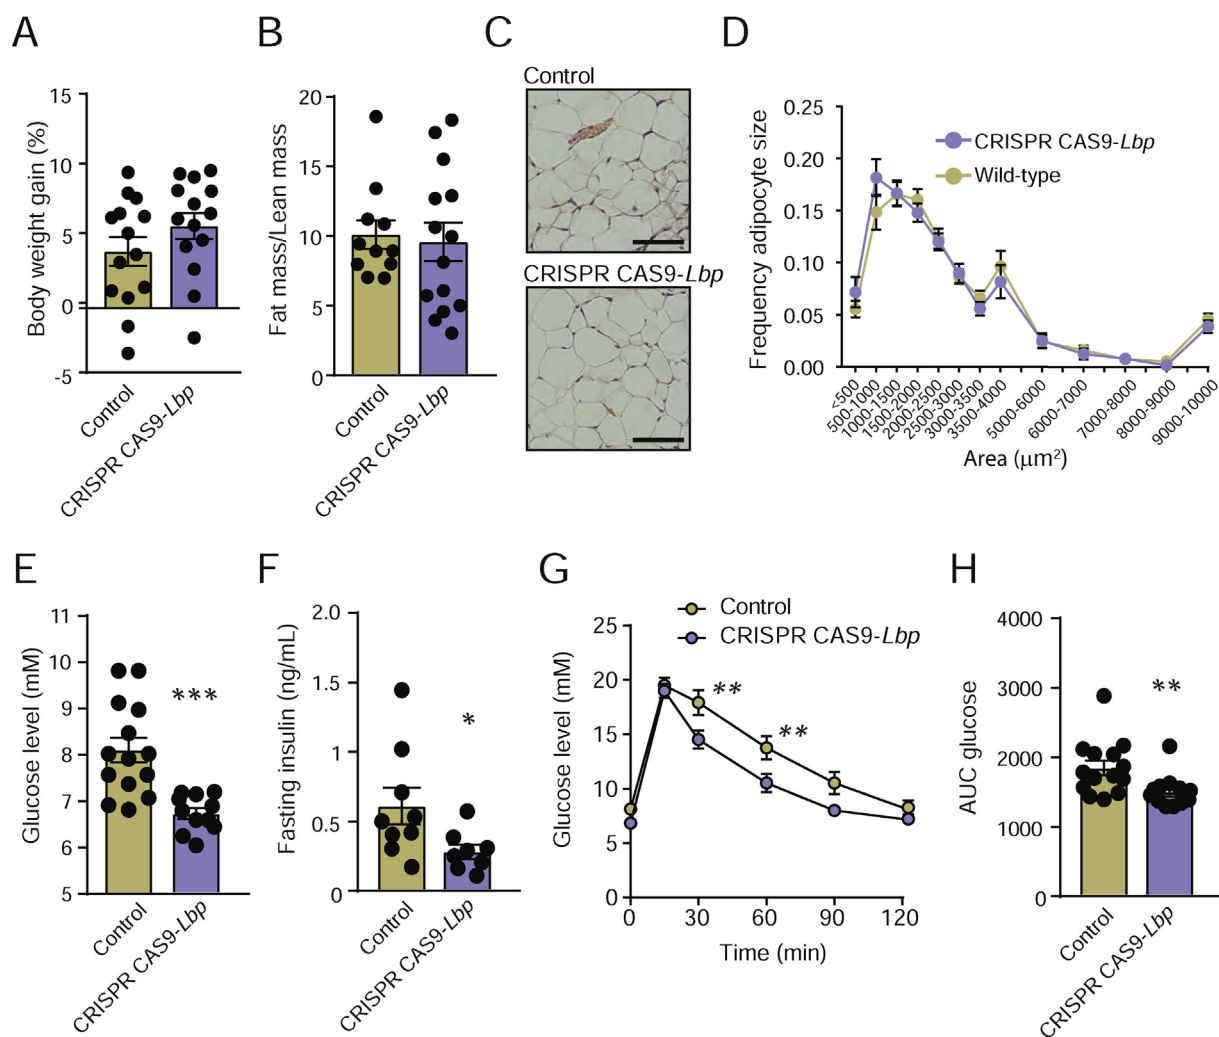 A
Body weight gain (%)
15
10
5
0
-5
Control
CRISPR CAS9-Lbp
B
Fat mass/Lean mass
20
15
10
5
0
Control
CRISPR CAS9-Lbp
C
Control
CRISPR CAS9-Lbp
D
Frequency adipocyte size
0.25
0.20
0.15
0.10
0.05
0.00
CRISPR CAS9-Lbp
Wild-type
<500
500-1000
1000-1500
1500-2000
2000-2500
2500-3000
3000-3500
3500-4000
5000-6000
6000-7000
7000-8000
8000-9000
9000-10000
Area (μm²)
E
Glucose level (mM)
11
10
9
8
7
6
5
***
Control
CRISPR CAS9-Lbp
F
Fasting insulin (ng/mL)
2.0
1.5
1
0.5
0
*
Control
CRISPR CAS9-Lbp
G
Control
CRISPR CAS9-Lbp
Glucose level (mM)
25
20
15
10
5
0
**
**
0 30 60 90 120
Time (min)
H
AUC glucose
4000
3000
2000
1000
0
**
Control
CRISPR CAS9-Lbp